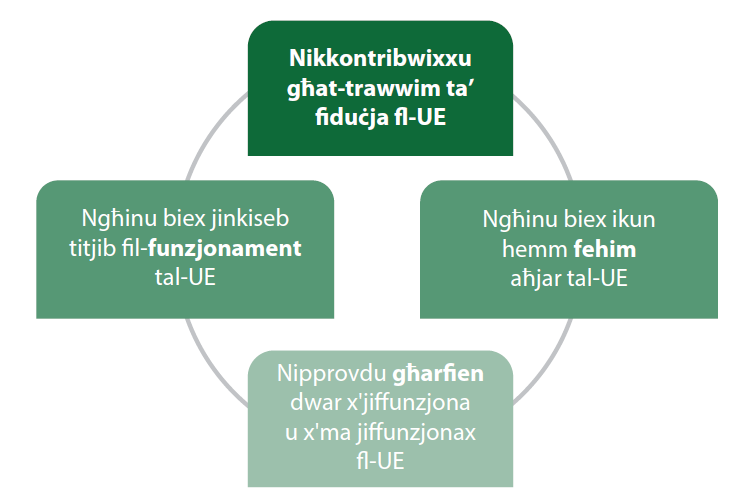 Nikkontribwixxu
għat-trawwim ta’
fiduċja fl-UE
Ngħinu biex jinkiseb
titjib fil-funzjonament
tal-UE
Ngħinu biex ikun
hemm fehim
aħjar tal-UE
Nipprovdu għarfien
dwar x'jiffunzjona
u x'ma jiffunzjonax
fl-UE